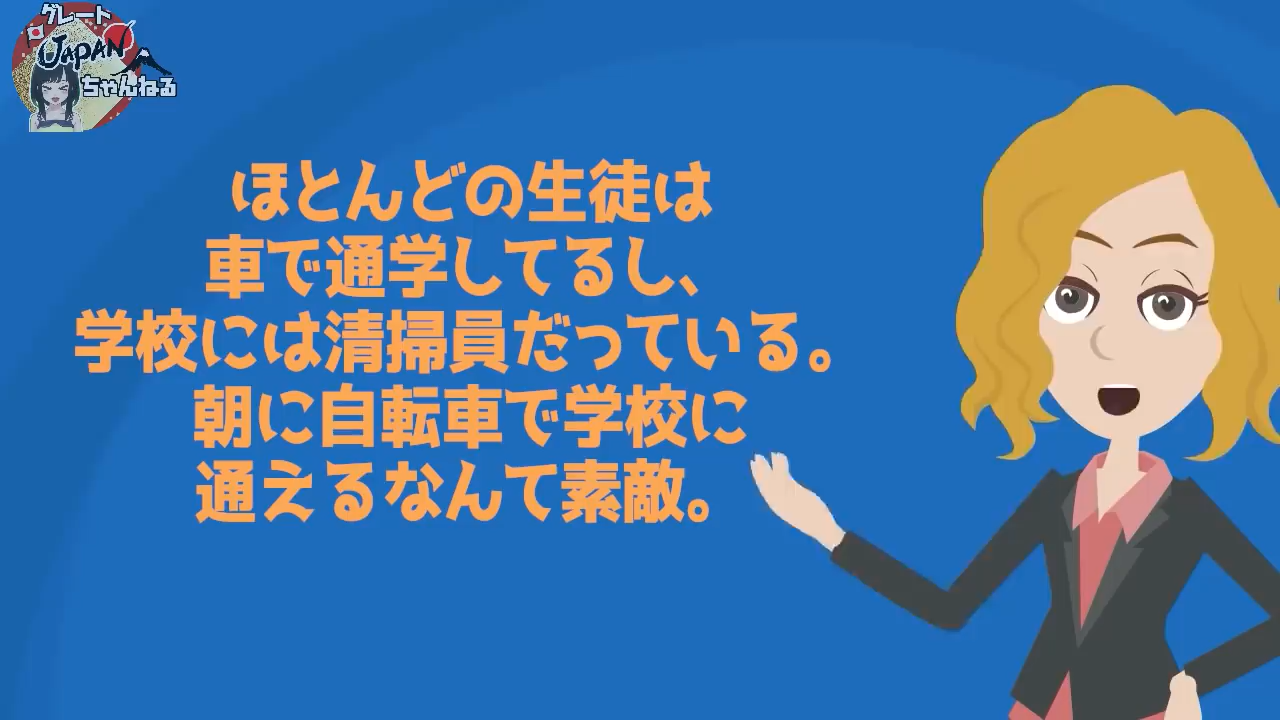 グレート
JAPAN
ちゃんねる
ほとんどの生徒は
車で通学してるし、
学校には清掃員だっている。
朝に自転車で学校に
通えるなんて素敵。